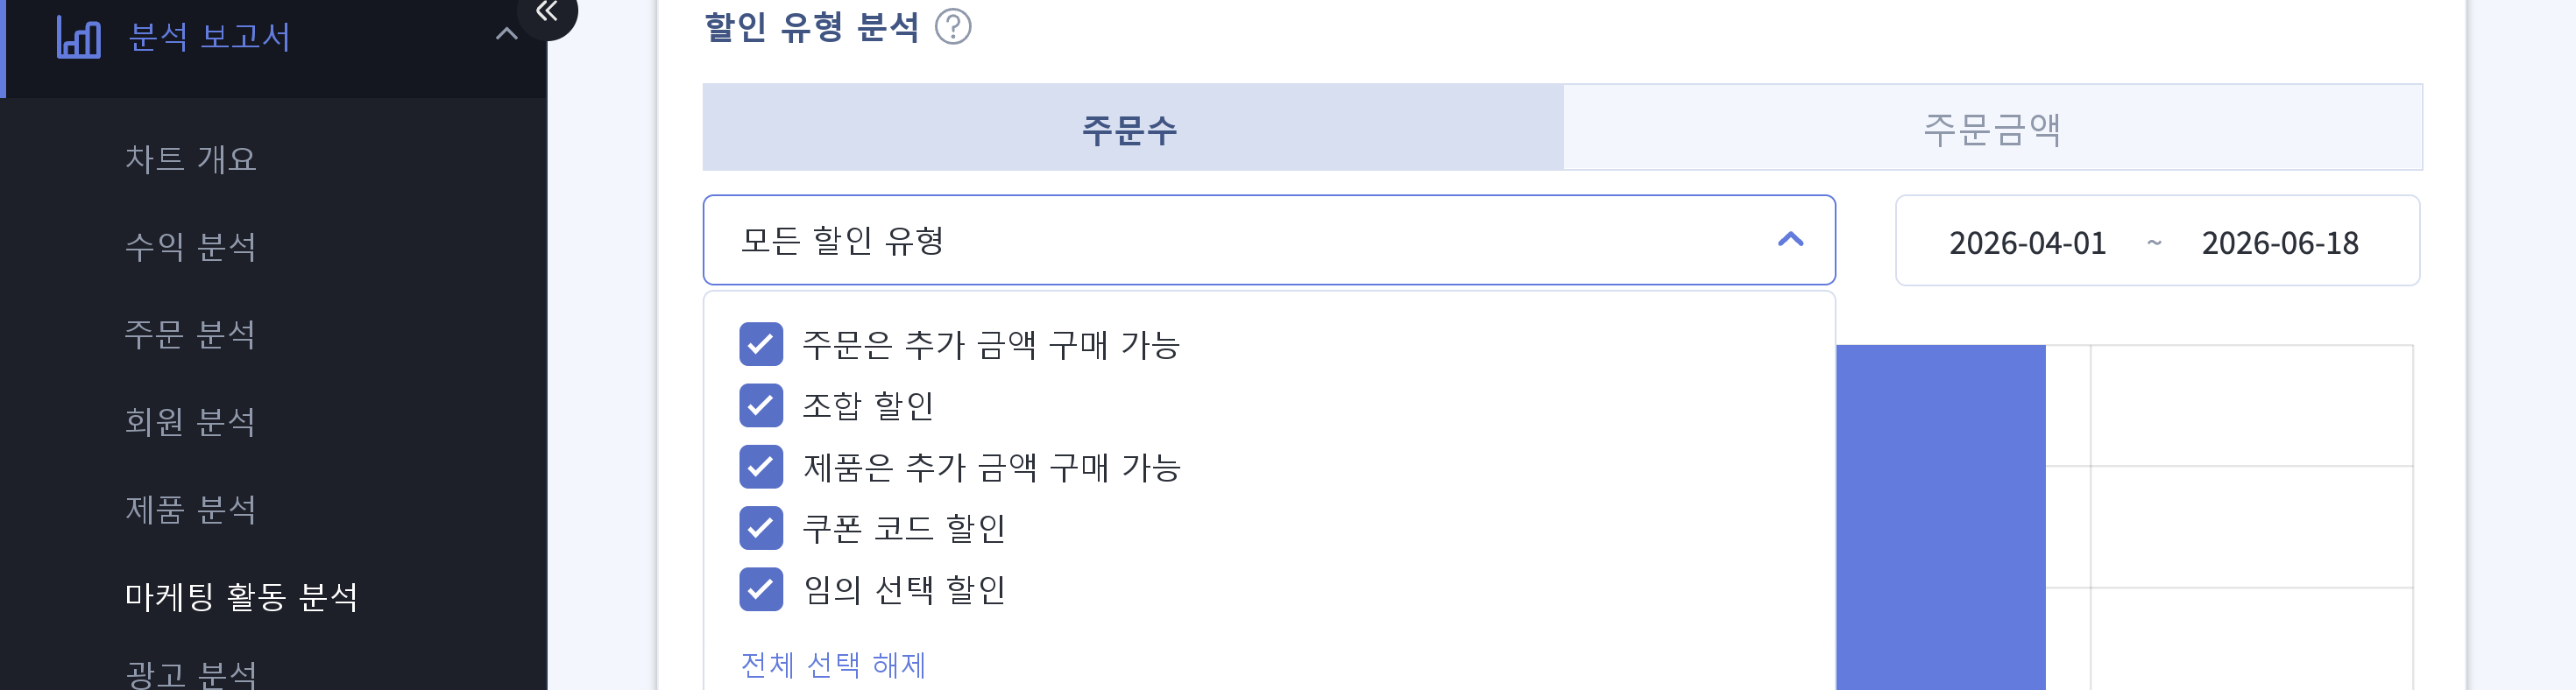 분석 보고서
차트 개요
수익 분석
주문 분석
회원 분석
제품 분석
마케팅 활동 분석
광고 분석
할인 유형 분석 ?
주문수 주문금액
모든 할인 유형 2026-04-01 ~ 2026-06-18
주문은 추가 금액 구매 가능
조합 할인
제품은 추가 금액 구매 가능
쿠폰 코드 할인
임의 선택 할인
전체 선택 해제